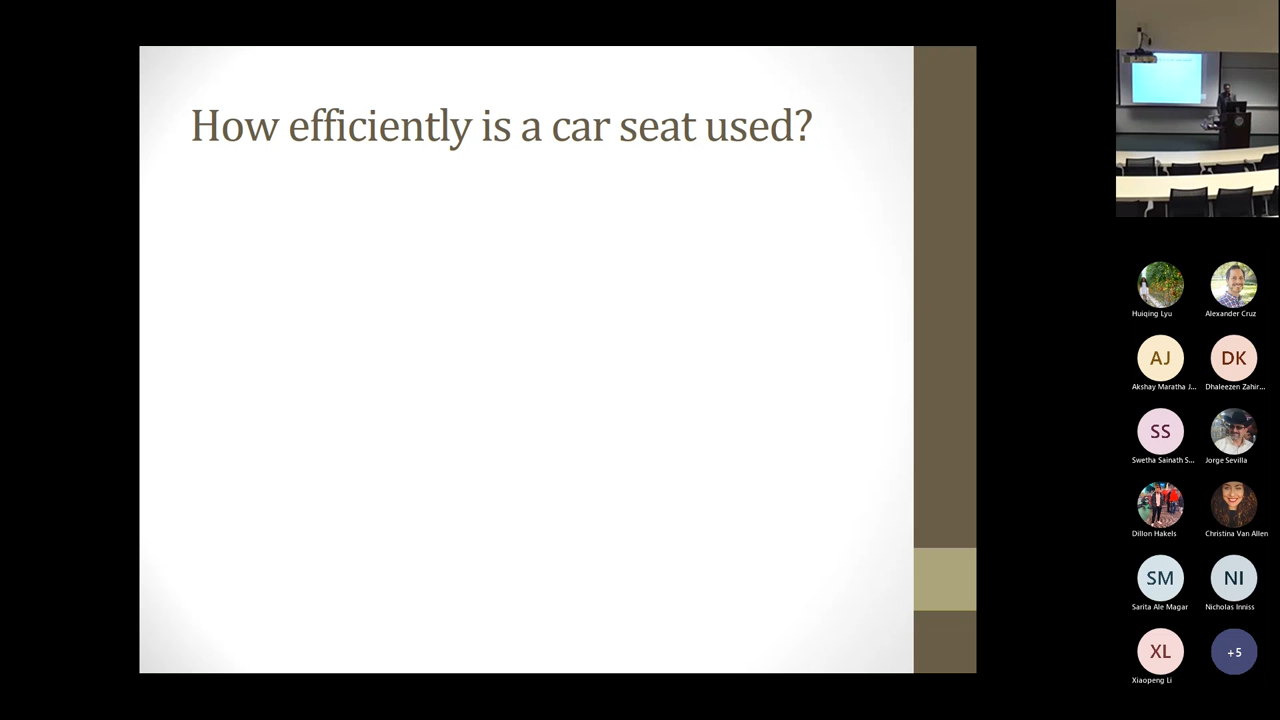 How efficiently is a car seat used?
Huiqing Lyu
Alexander Cruz
AJ
DK
Akshay Maratha J...
Dhaleezen Zahir...
SS
Swetha Sainath S...
Jorge Sevilla
Dillon Hakels
Christina Van Allen
SM
NI
Sarita Ale Magar
Nicholas Inniss
XL
+5
Xiaopeng Li